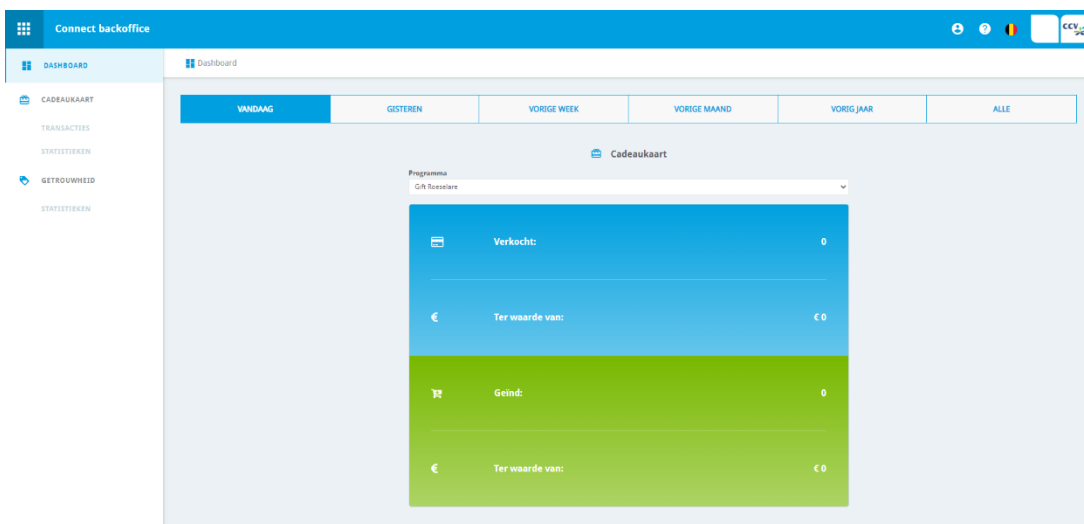 Connect backoffice
ccv
DASHBOARD
Dashboard
CADEAUKAART
TRANSACTIES
STATISTIEKEN
GETROUWHEID
STATISTIEKEN
VANDAAG
GISTEREN
VORIGE WEEK
VORIGE MAAND
VORIG JAAR
ALLE
Cadeaukaart
Programma
Gift Roeselare
Verkocht: 0
€ Ter waarde van: € 0
Geïnd: 0
€ Ter waarde van: € 0